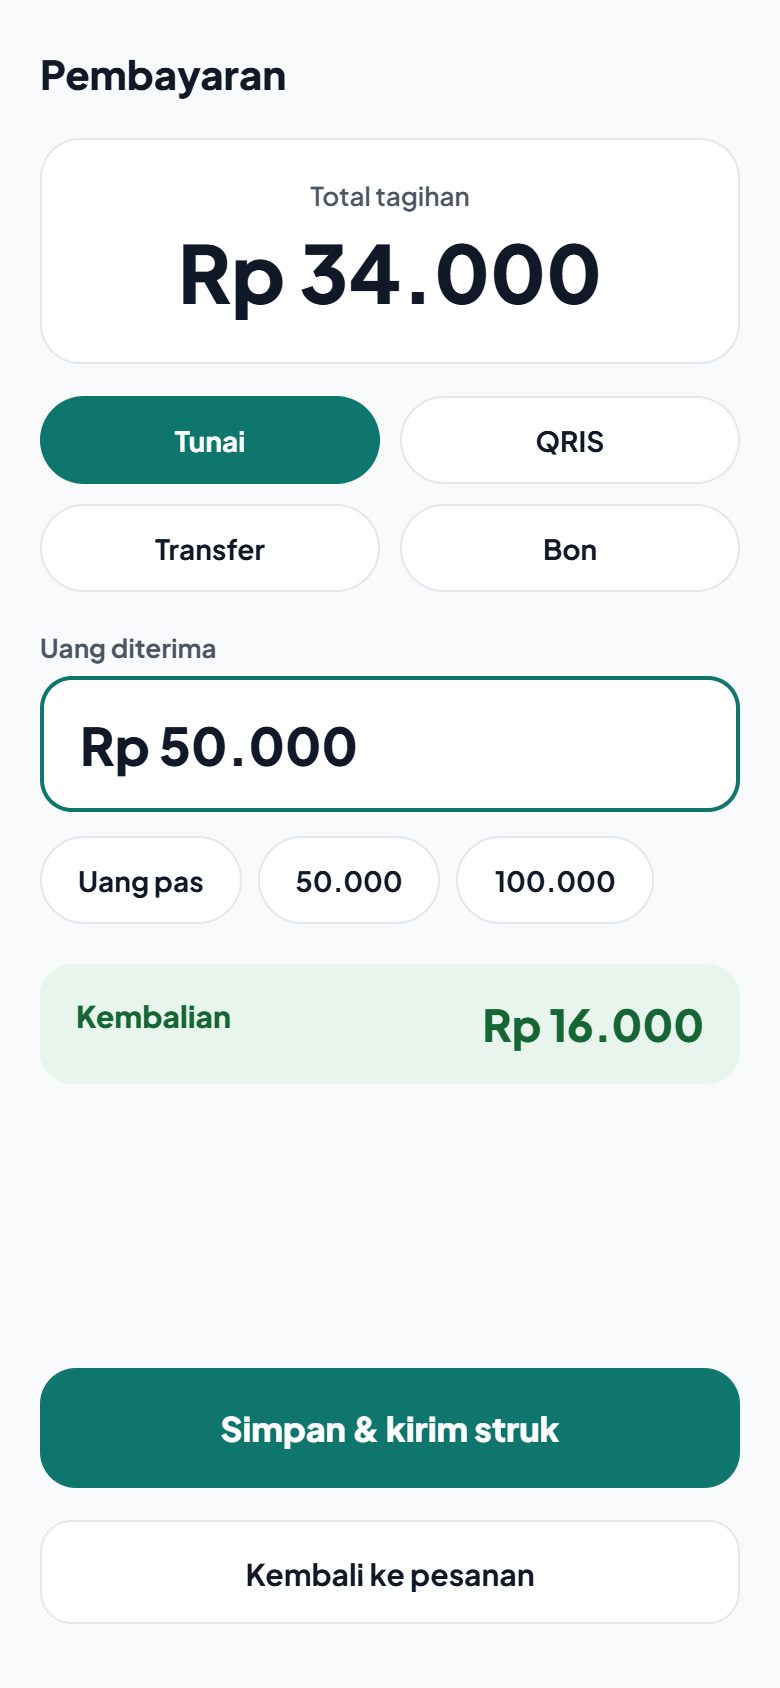 Pembayaran
Total tagihan
Rp 34.000
Tunai
QRIS
Transfer
Bon
Uang diterima
Rp 50.000
Uang pas
50.000
100.000
Kembalian
Rp 16.000
Simpan & kirim struk
Kembali ke pesanan